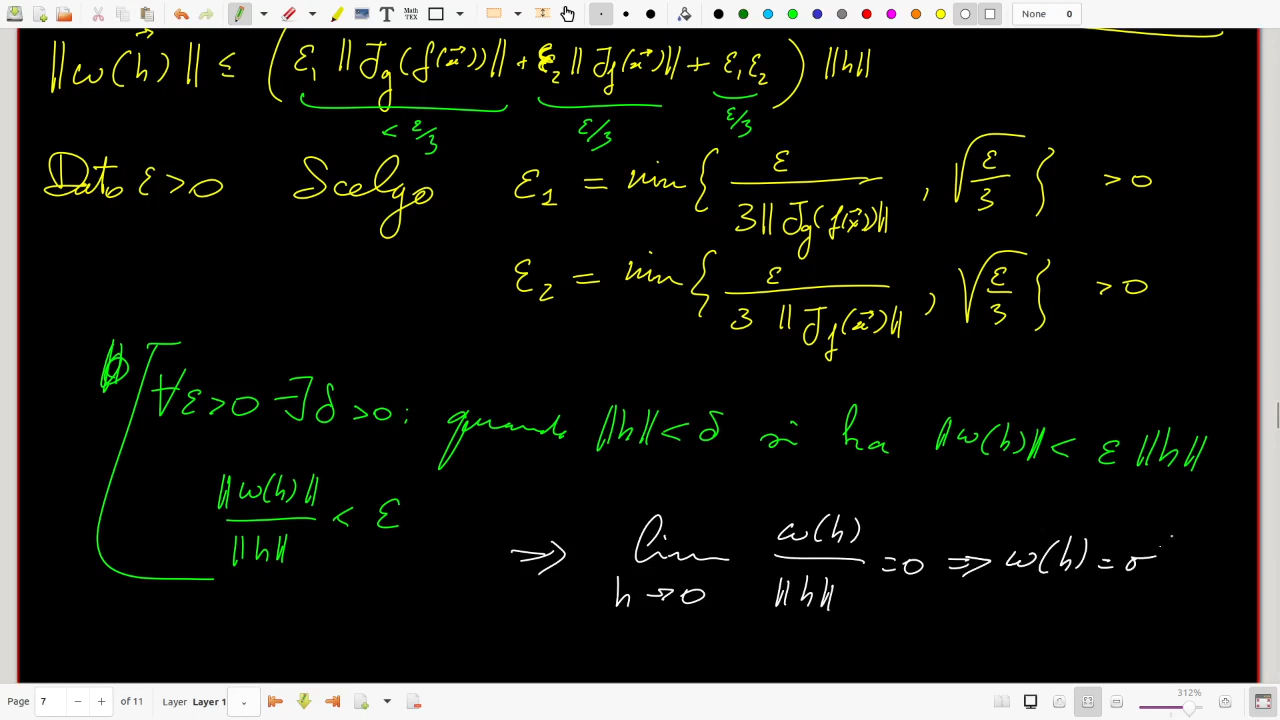 None 0
‖ω(h⃗)‖ ≤ ( ε₁ ‖J_g(f(x⃗))‖ + ε₂ ‖J_f(x⃗)‖ + ε₁ε₂ ) ‖h‖
< ε/3 ε/3 ε/3
Dato ε>0 Scelgo ε₁ = min{ ε / 3‖J_g(f(x⃗))‖ , √(ε/3) } >0
ε₂ = min{ ε / 3 ‖J_f(x⃗)‖ , √(ε/3) } >0
∀ε>0 ∃δ>0: quando ‖h‖<δ si ha ‖ω(h)‖< ε‖h‖
‖ω(h)‖ / ‖h‖ < ε
⇒ lim h→0 ω(h) / ‖h‖ =0 ⇒ ω(h)=o
Page 7 of 11 Layer Layer 1 312%